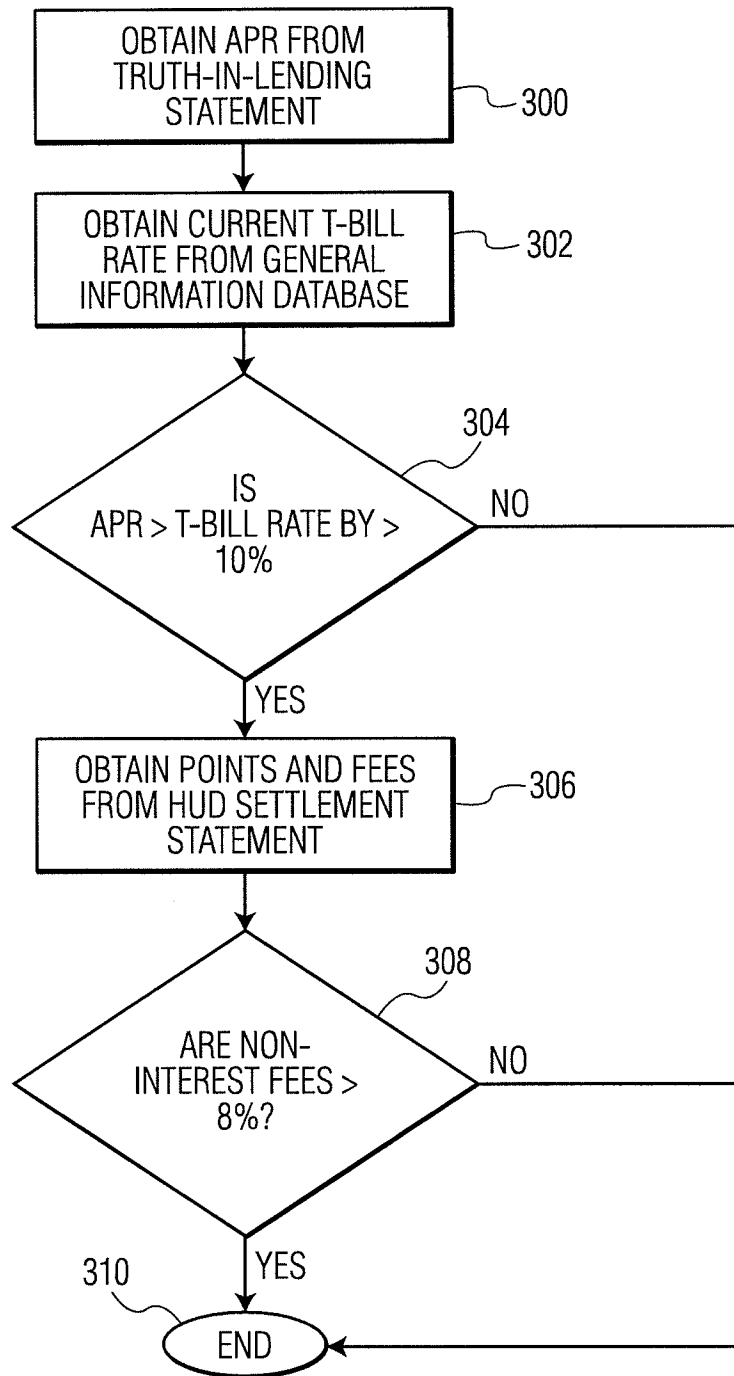 OBTAIN APR FROM
TRUTH-IN-LENDING
STATEMENT
300
OBTAIN CURRENT T-BILL
RATE FROM GENERAL
INFORMATION DATABASE
302
304
IS
APR > T-BILL RATE BY >
10%
NO
YES
OBTAIN POINTS AND FEES
FROM HUD SETTLEMENT
STATEMENT
306
308
ARE NON-
INTEREST FEES >
8%?
NO
YES
310
END